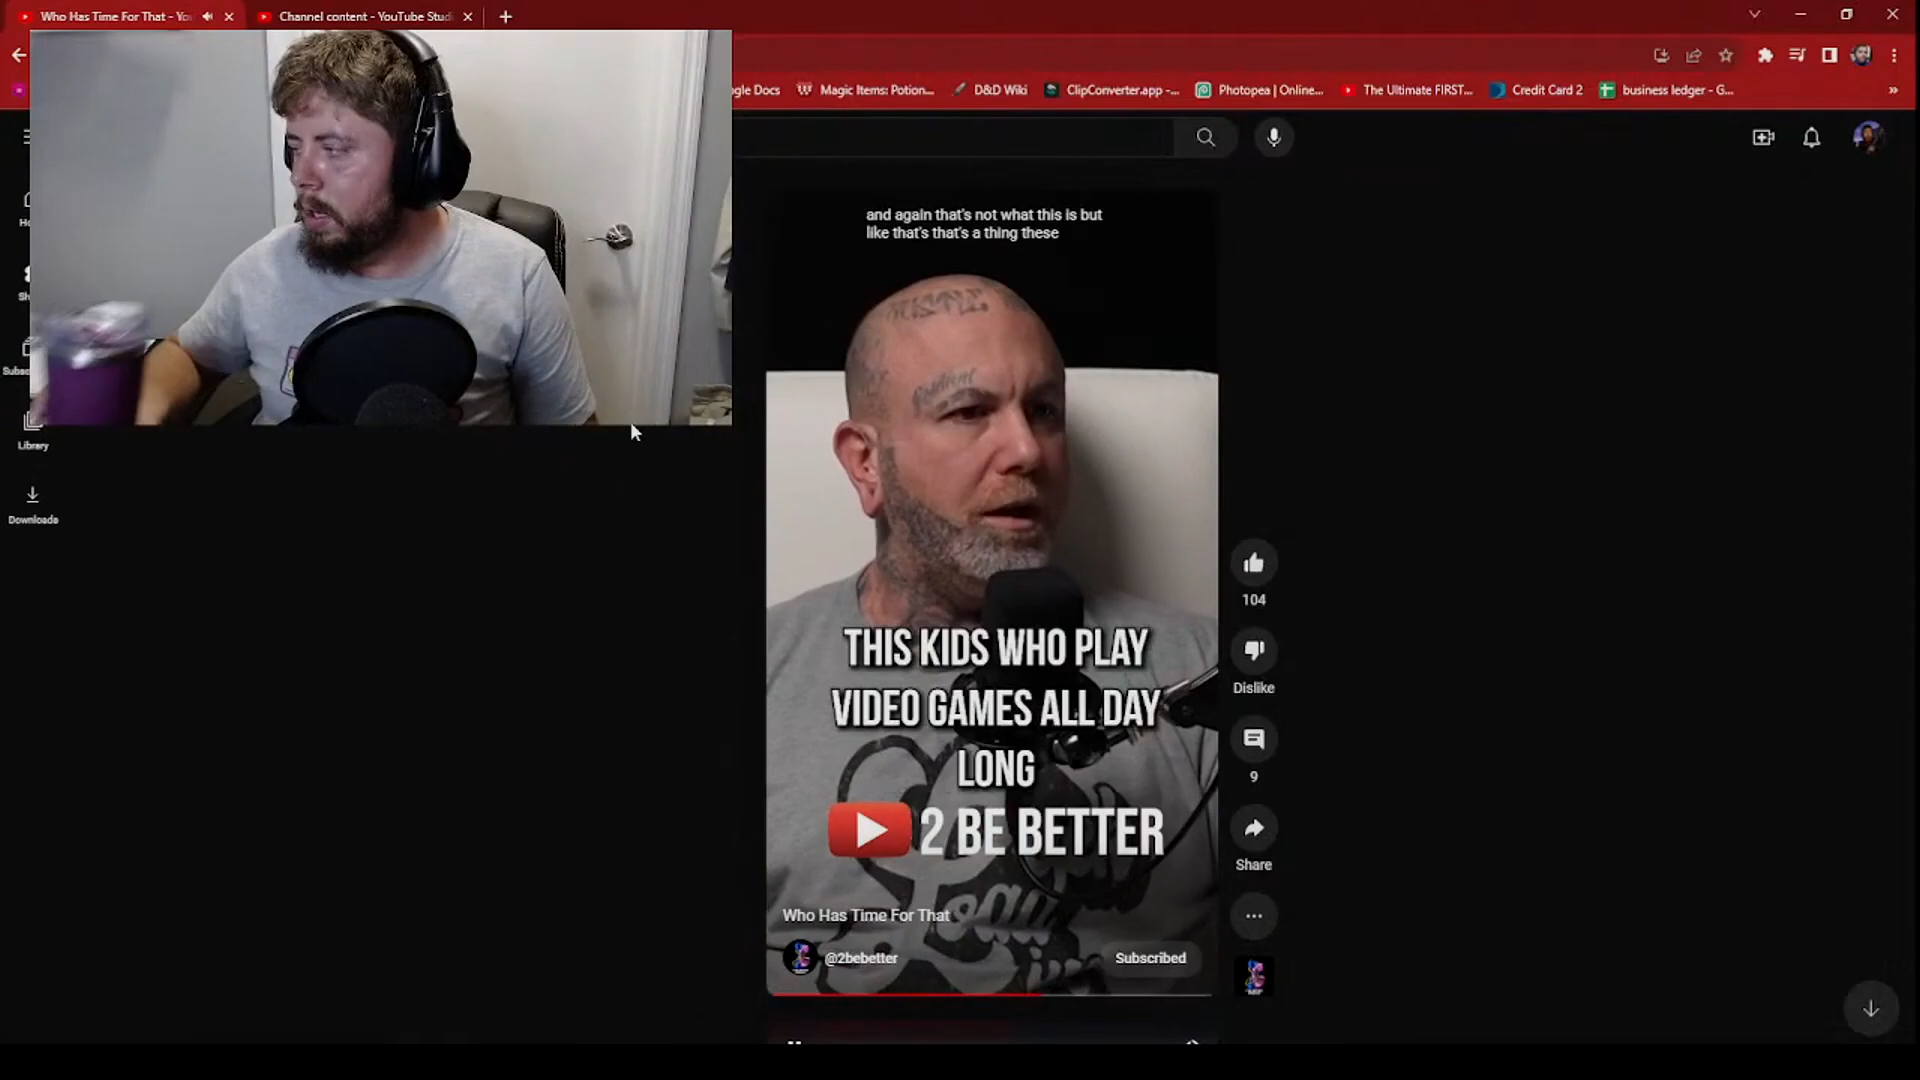 Who Has Time For That - Yo
Channel content - YouTube Stud
gle Docs
Magic Items: Potion...
D&D Wiki
ClipConverter.app -...
Photopea | Online...
The Ultimate FIRST...
Credit Card 2
business ledger - G...
and again that's not what this is but
like that's that's a thing these
THIS KIDS WHO PLAY
VIDEO GAMES ALL DAY
LONG
2 BE BETTER
Who Has Time For That
@2bebetter
Subscribed
104
Dislike
9
Share
Subsc
Library
Downloads